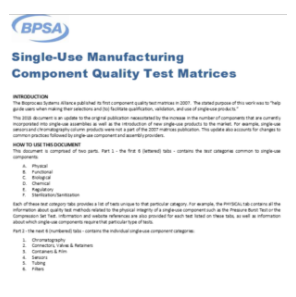 BPSA
Single-Use Manufacturing
Component Quality Test Matrices
INTRODUCTION
The Bioprocess Systems Alliance published its first component quality test matrices in 2007. The stated purpose of this work was to "help
guide users when making their selections and (to) facilitate qualification, validation, and use of single-use products."
This 2015 document is an update to the original publication necessitated by the increase in the number of components that are currently
incorporated into single-use assemblies as well as the introduction of new single-use products to the market. For example, single-use
sensors and chromatography column products were not a part of the 2007 matrices publication. This update also accounts for changes to
common practices followed by single-use component and assembly providers.
HOW TO USE THIS DOCUMENT
This document is comprised of two parts. Part 1 - the first 6 (lettered) tabs - contains the test categories common to single-use
components:
A. Physical
B. Functional
C. Biological
D. Chemical
E. Regulatory
F. Sterilization/Sanitization
Each of these test category tabs provides a list of tests unique to that particular category. For example, the PHYSICAL tab contains all the
information about quality test methods related to the physical integrity of a single-use component such as the Pressure Burst Test or the
Compression Set Test. Information and website references are also provided for each test listed on these tabs, as well as information
about which single-use components require that particular type of tests.
Part 2 - the next 6 (numbered) tabs - contains the individual single-use component categories:
1. Chromatography
2. Connectors, Valves & Retainers
3. Containers & Film
4. Sensors
5. Tubing
6. Filters